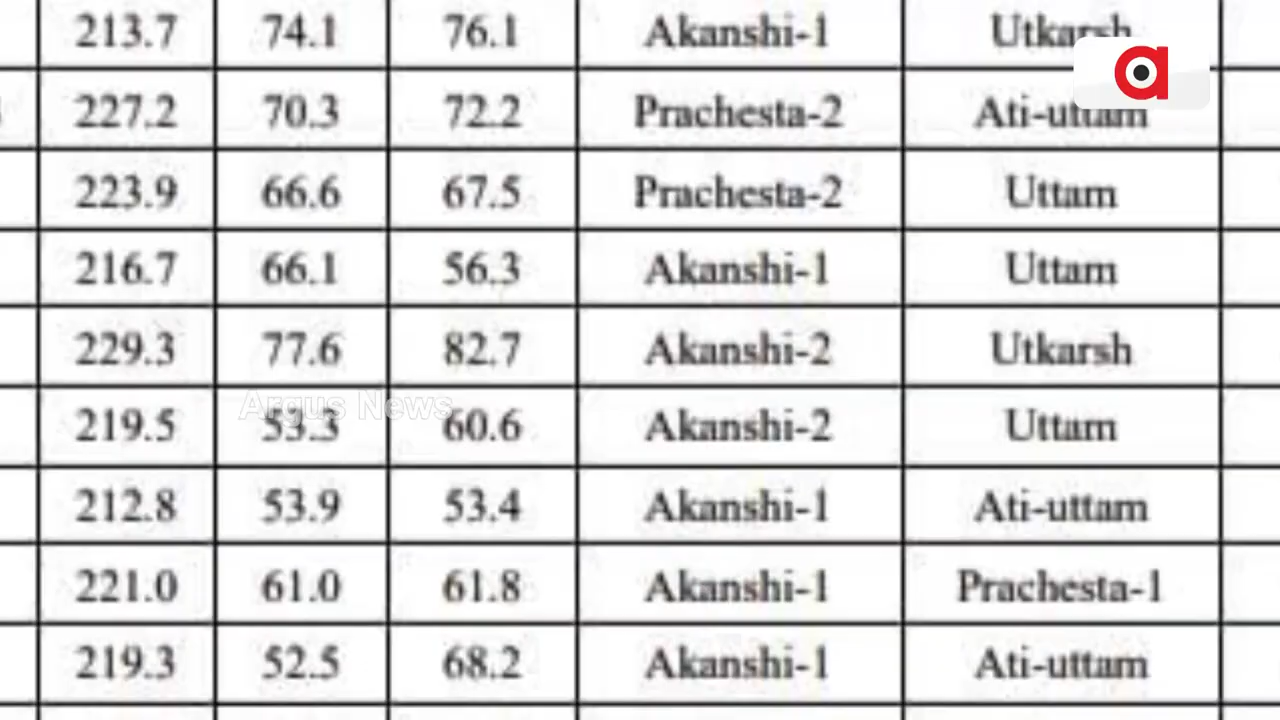 213.7 74.1 76.1 Akanshi-1 Utkarsh
227.2 70.3 72.2 Prachesta-2 Ati-uttam
223.9 66.6 67.5 Prachesta-2 Uttam
216.7 66.1 56.3 Akanshi-1 Uttam
229.3 77.6 82.7 Akanshi-2 Utkarsh
Argus News
219.5 53.3 60.6 Akanshi-2 Uttam
212.8 53.9 53.4 Akanshi-1 Ati-uttam
221.0 61.0 61.8 Akanshi-1 Prachesta-1
219.3 52.5 68.2 Akanshi-1 Ati-uttam